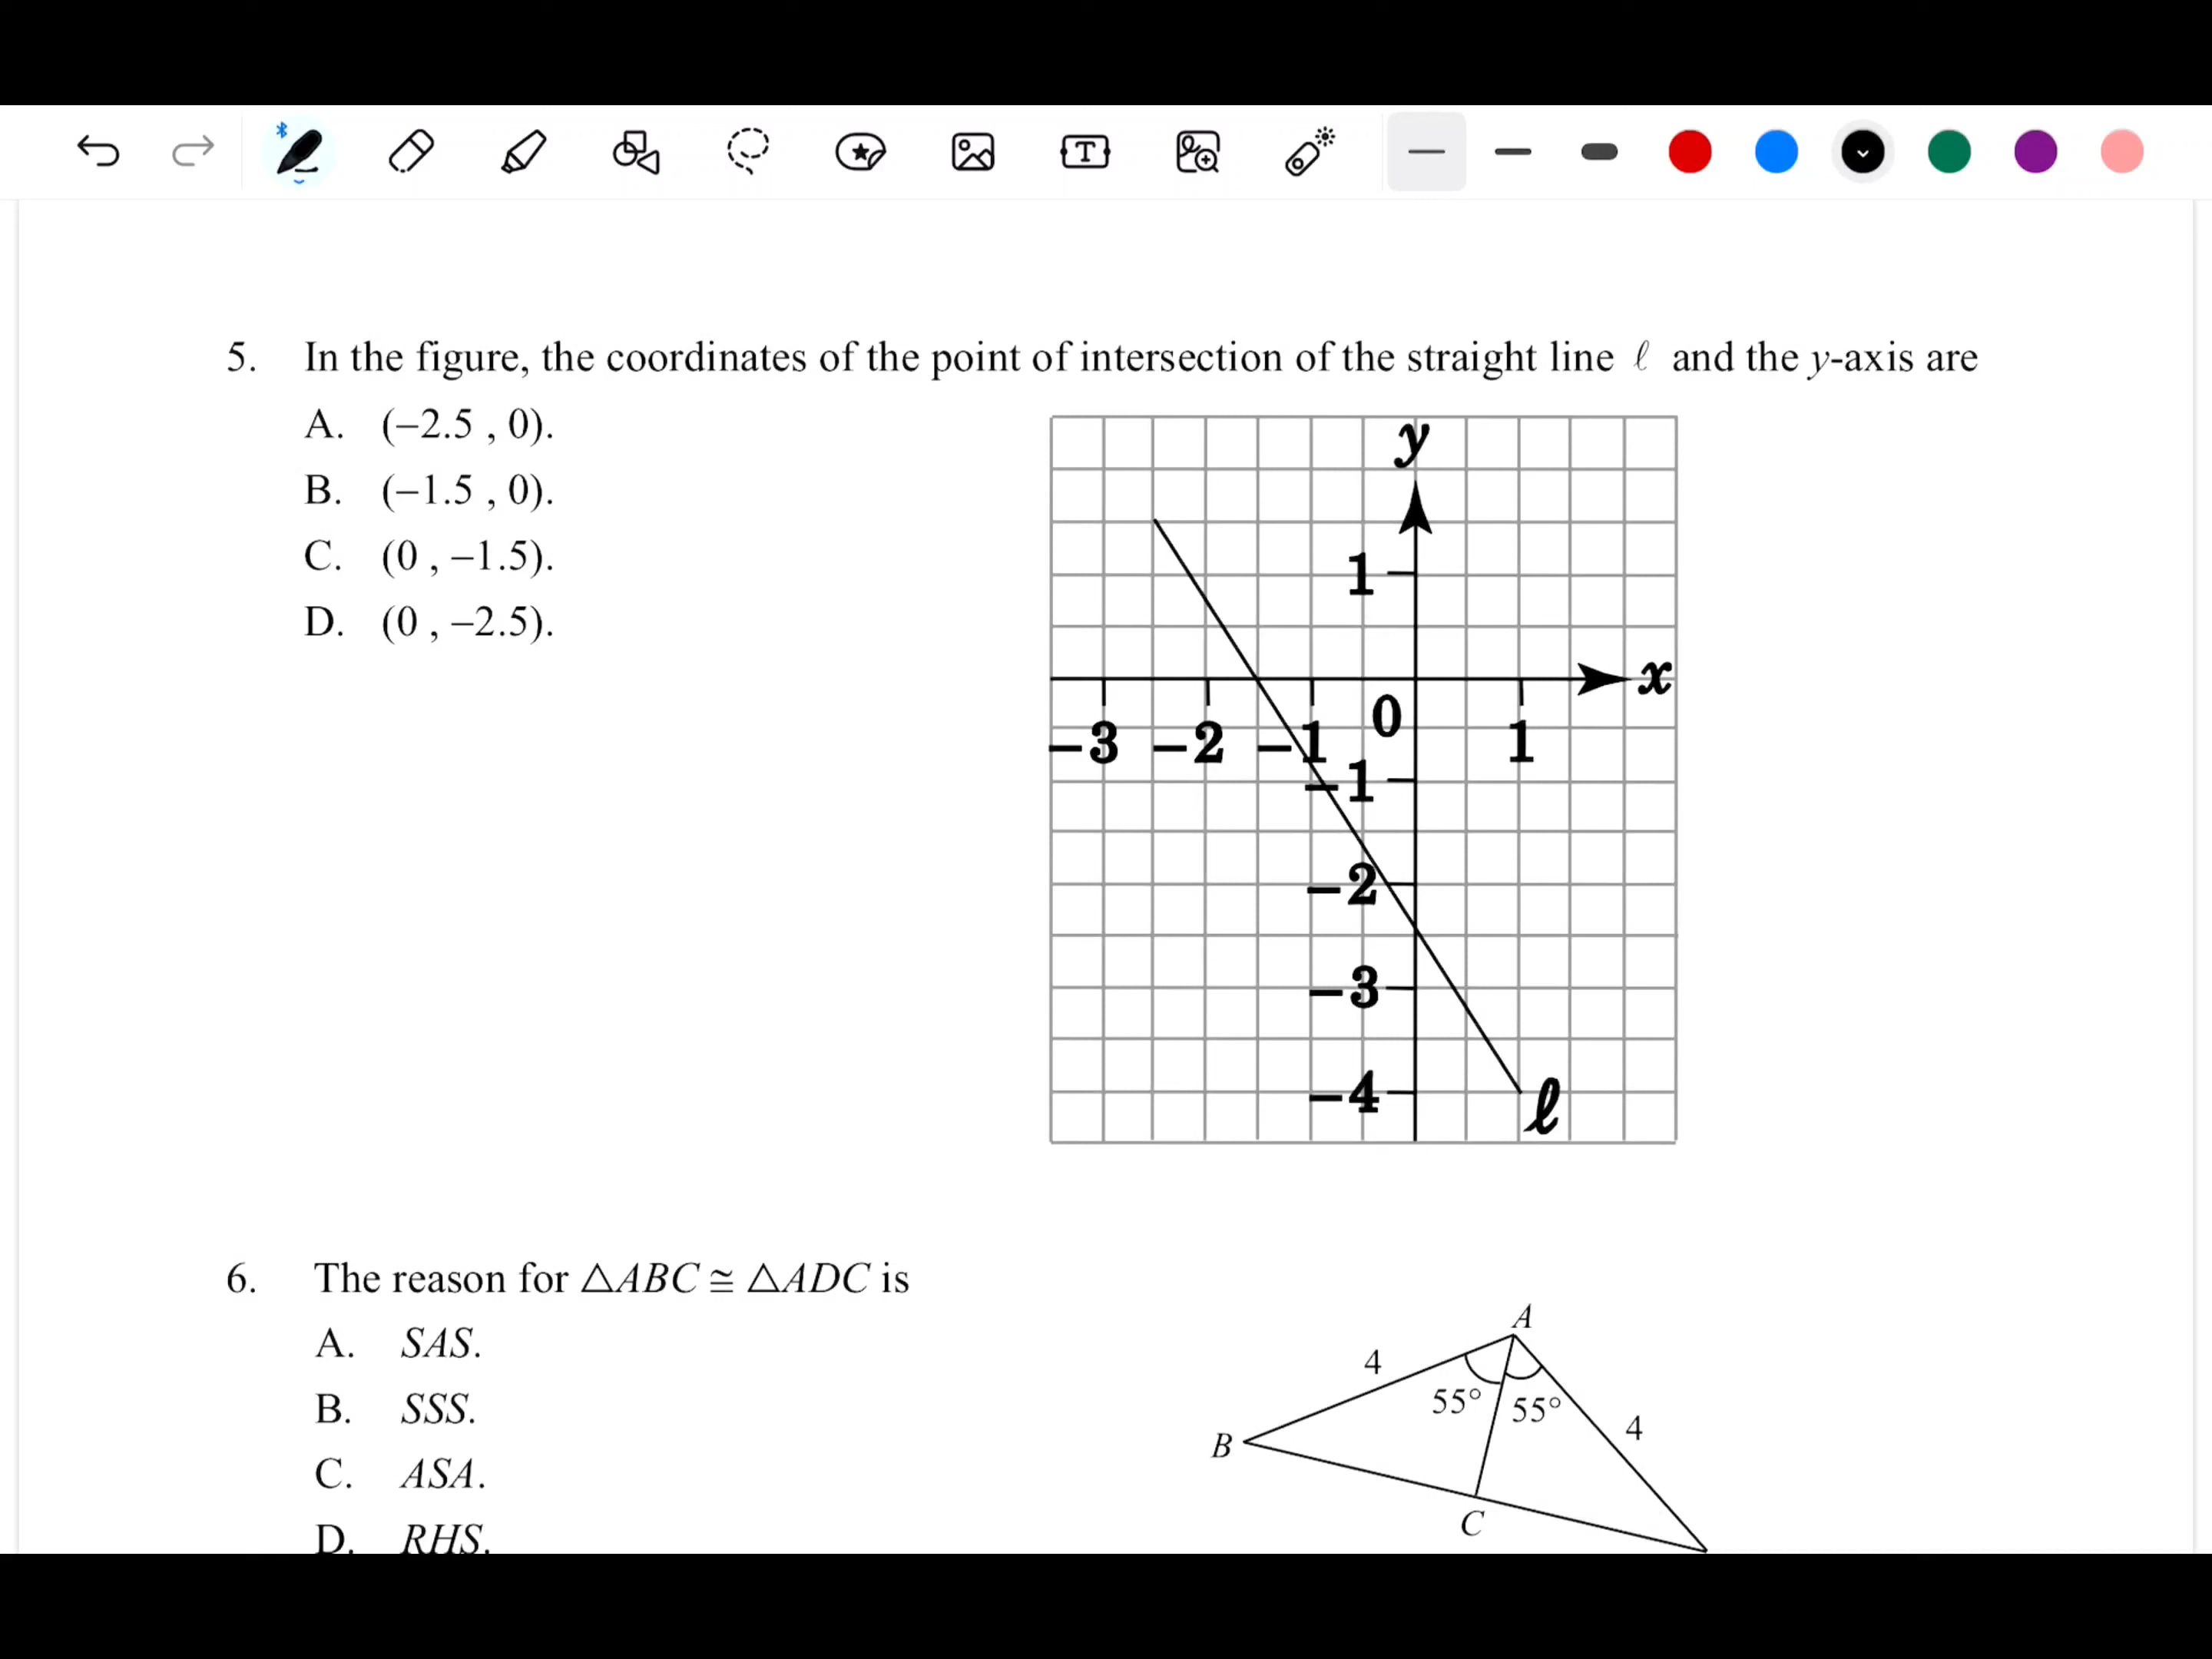 5. In the figure, the coordinates of the point of intersection of the straight line ℓ and the y-axis are
A. (–2.5 , 0).
B. (–1.5 , 0).
C. (0 , –1.5).
D. (0 , –2.5).
y
1
x
–3 –2 –1 0 1
–1
–2
–3
–4
ℓ
6. The reason for △ABC ≅ △ADC is
A. SAS.
B. SSS.
C. ASA.
D. RHS.
A
4
55° 55°
4
B
C